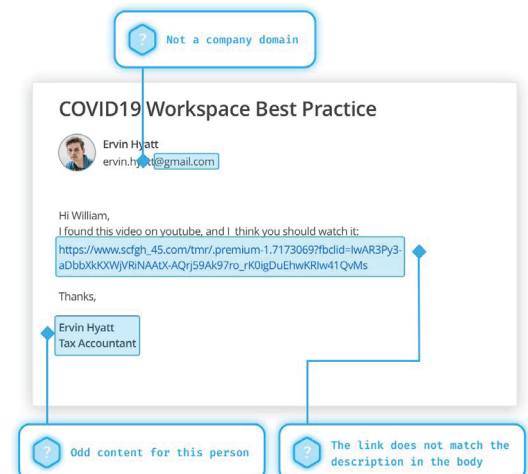 Not a company domain
COVID19 Workspace Best Practice
Ervin Hyatt
@gmail.com
Hi William,
I found this video on youtube, and I think you should watch it:
https://www.scfgh_45.com/tmr/.premium-1.7173069?fbclid=IwAR3Py3-
aDbbXkKXWjVRiNAAtX-AQrj59Ak97ro_rK0igDuEhwKRIw41QvMs
Thanks,
Ervin Hyatt
Tax Accountant
? Odd content for this person
? The link does not match the
description in the body